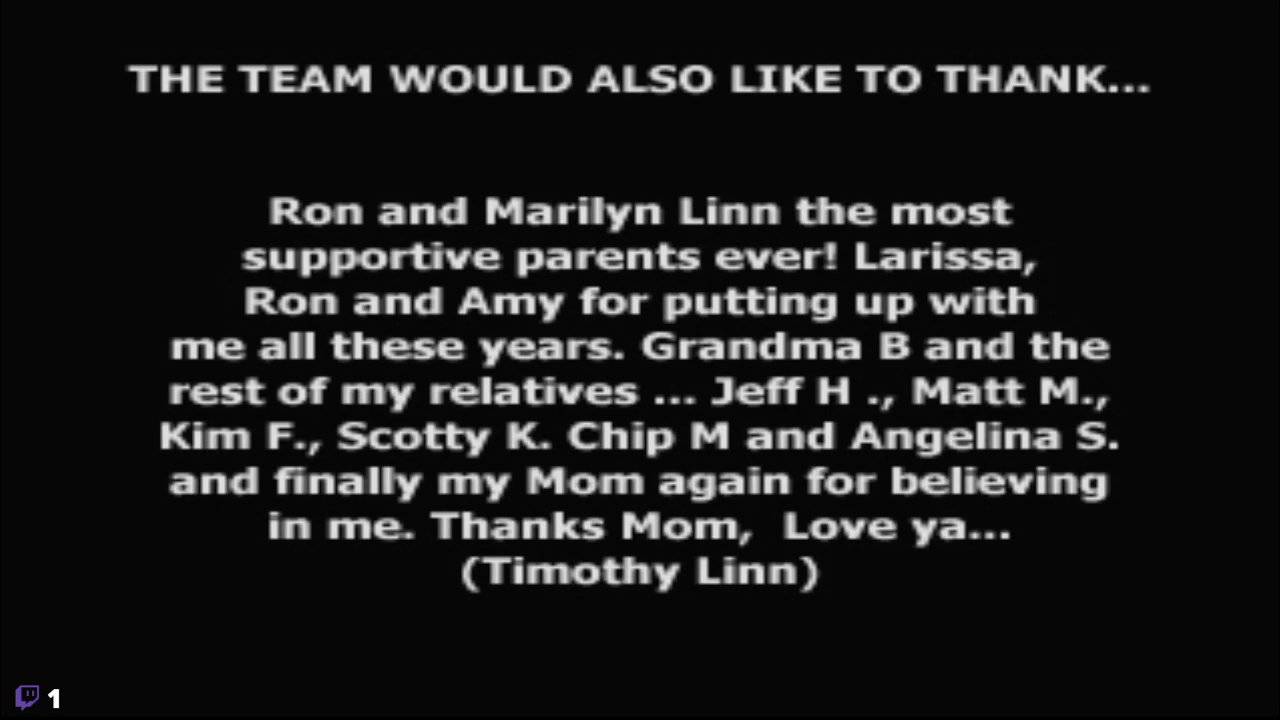 THE TEAM WOULD ALSO LIKE TO THANK...
Ron and Marilyn Linn the most
supportive parents ever! Larissa,
Ron and Amy for putting up with
me all these years. Grandma B and the
rest of my relatives ... Jeff H ., Matt M.,
Kim F., Scotty K. Chip M and Angelina S.
and finally my Mom again for believing
in me. Thanks Mom,  Love ya...
(Timothy Linn)
1